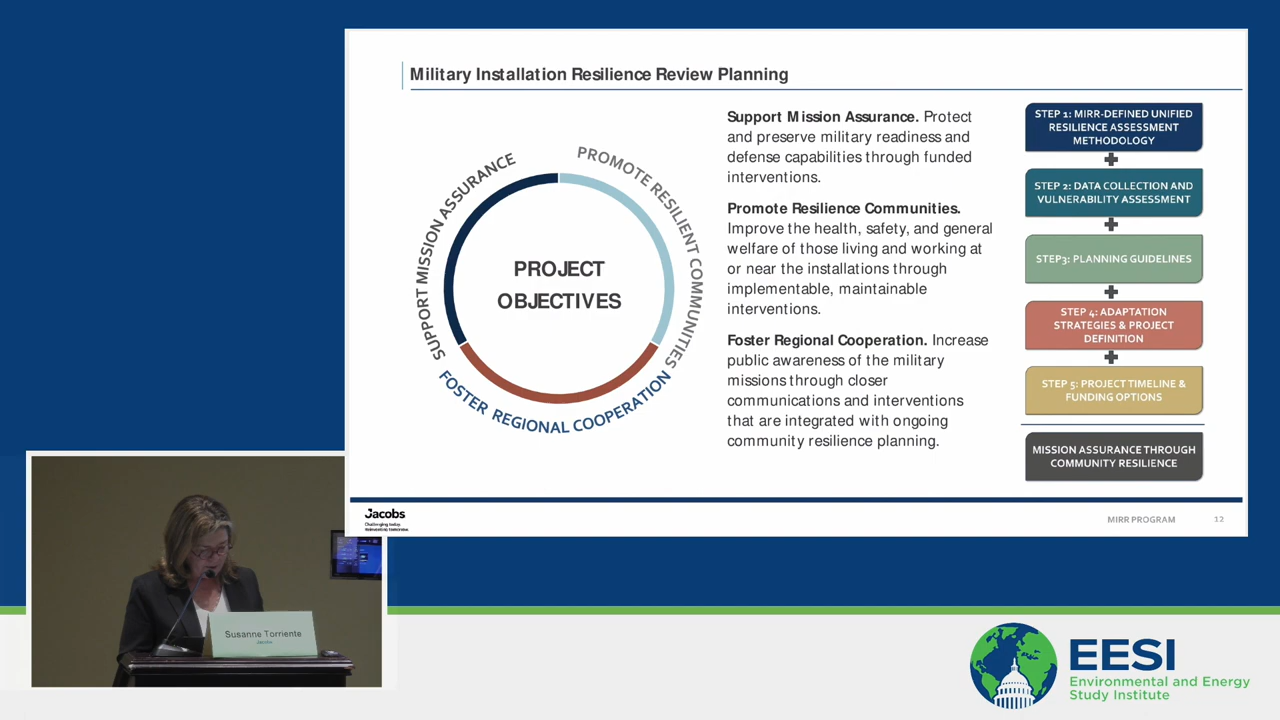 Military Installation Resilience Review Planning
SUPPORT MISSION ASSURANCE
PROMOTE RESILIENT COMMUNITIES
FOSTER REGIONAL COOPERATION
PROJECT
OBJECTIVES
Support Mission Assurance. Protect
and preserve military readiness and
defense capabilities through funded
interventions.
Promote Resilience Communities.
Improve the health, safety, and general
welfare of those living and working at
or near the installations through
implementable, maintainable
interventions.
Foster Regional Cooperation. Increase
public awareness of the military
missions through closer
communications and interventions
that are integrated with ongoing
community resilience planning.
STEP 1: MIRR-DEFINED UNIFIED
RESILIENCE ASSESSMENT
METHODOLOGY
STEP 2: DATA COLLECTION AND
VULNERABILITY ASSESSMENT
STEP3: PLANNING GUIDELINES
STEP 4: ADAPTATION
STRATEGIES & PROJECT
DEFINITION
STEP 5: PROJECT TIMELINE &
FUNDING OPTIONS
MISSION ASSURANCE THROUGH
COMMUNITY RESILIENCE
Jacobs
Challenging today.
Reinventing tomorrow.
MIRR PROGRAM
12
Susanne Torriente
Jacobs
EESI
Environmental and Energy
Study Institute